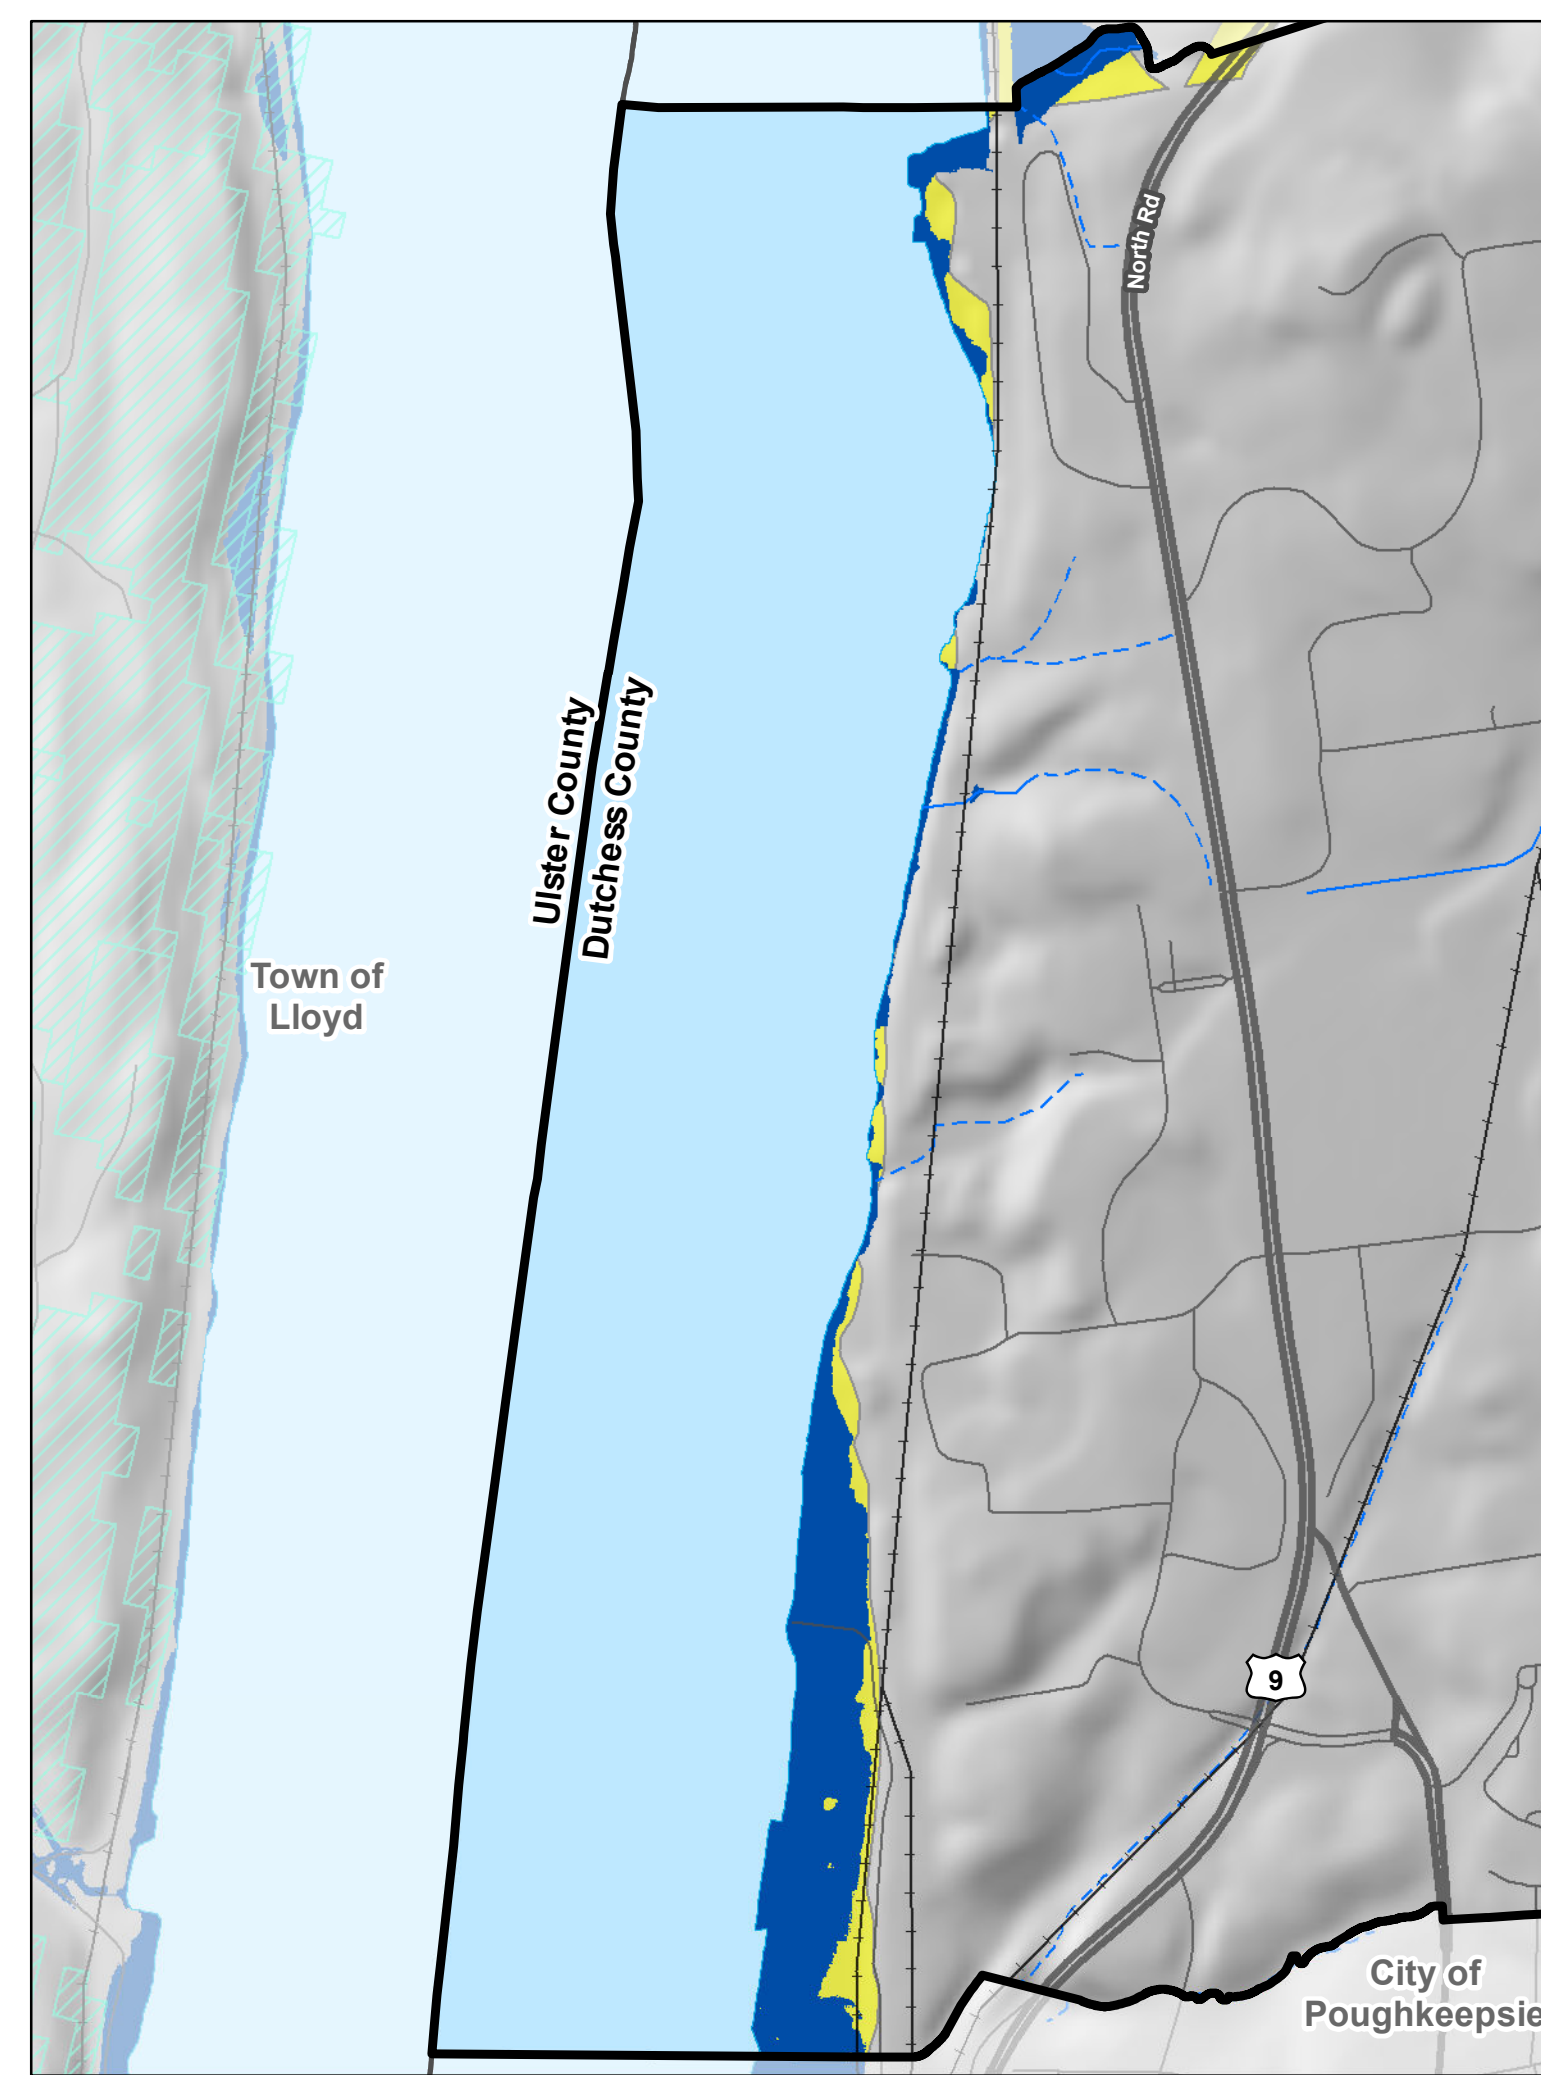 North Rd
Ulster County
Dutchess County
Town of
Lloyd
9
City of
Poughkeepsie